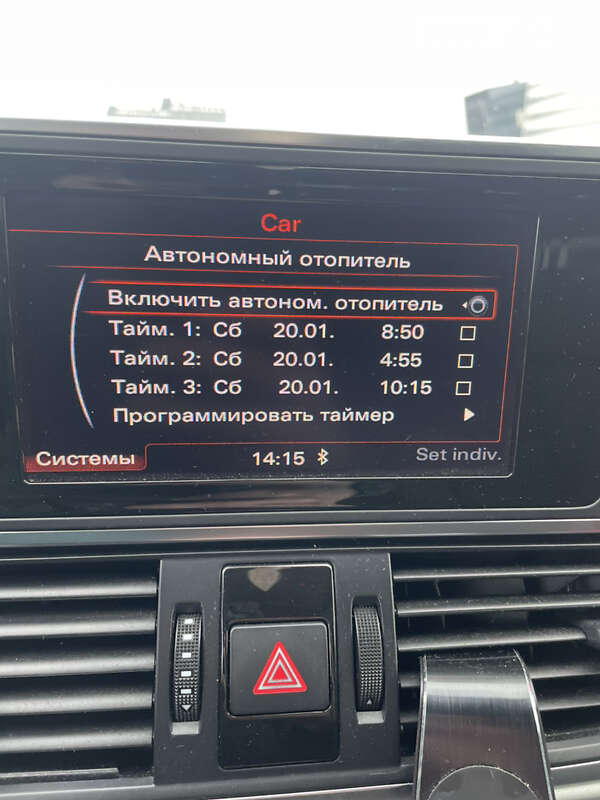 Car
Автономный отопитель
Включить автоном. отопитель
Тайм. 1: Сб 20.01. 8:50
Тайм. 2: Сб 20.01. 4:55
Тайм. 3: Сб 20.01. 10:15
Программировать таймер
Системы 14:15 Set indiv.